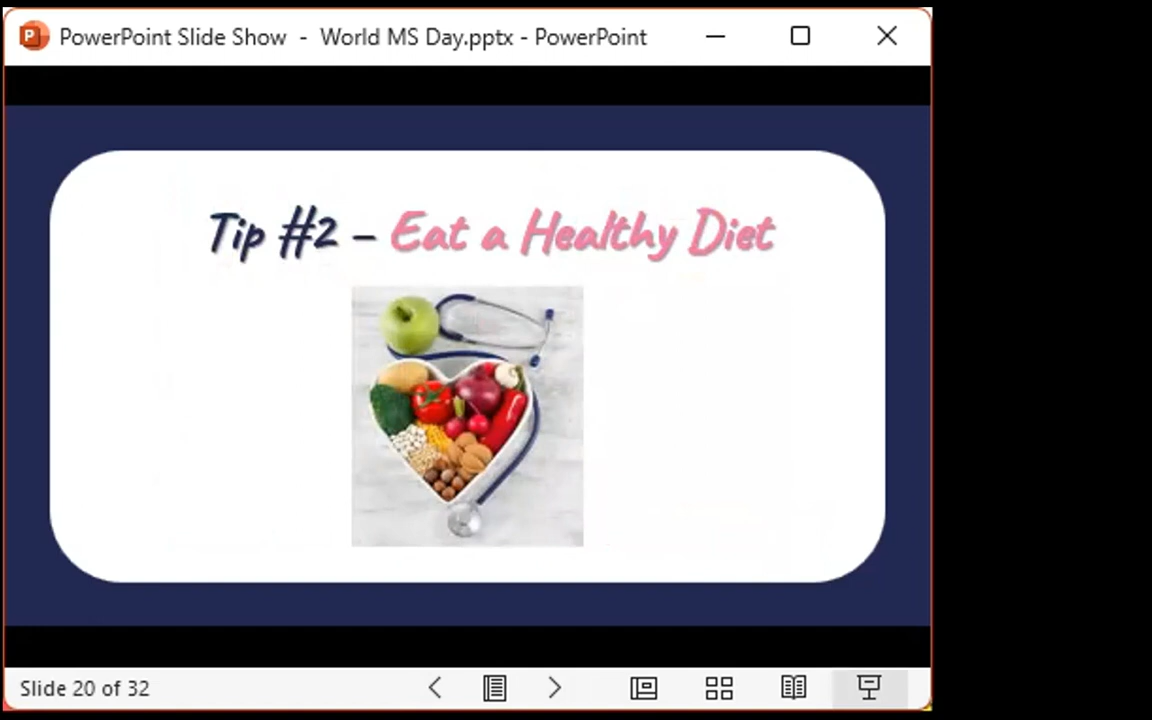 PowerPoint Slide Show - World MS Day.pptx - PowerPoint
Tip #2 – Eat a Healthy Diet
Slide 20 of 32